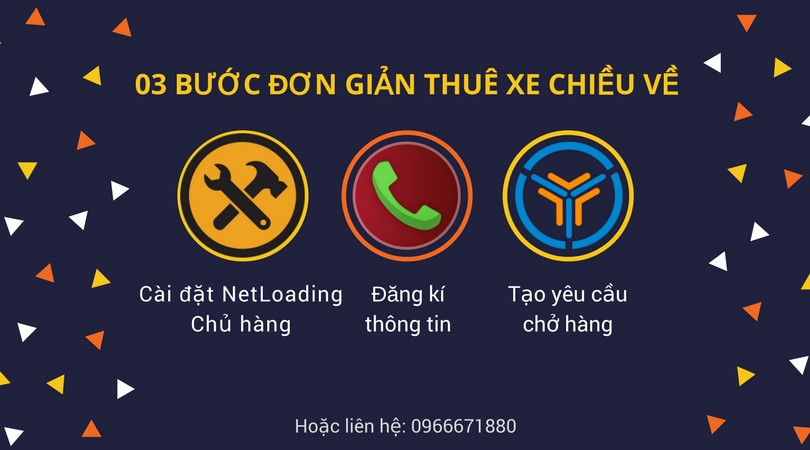 03 BƯỚC ĐƠN GIẢN THUÊ XE CHIỀU VỀ
Cài đặt NetLoading
Chủ hàng
Đăng kí
thông tin
Tạo yêu cầu
chở hàng
Hoặc liên hệ: 0966671880